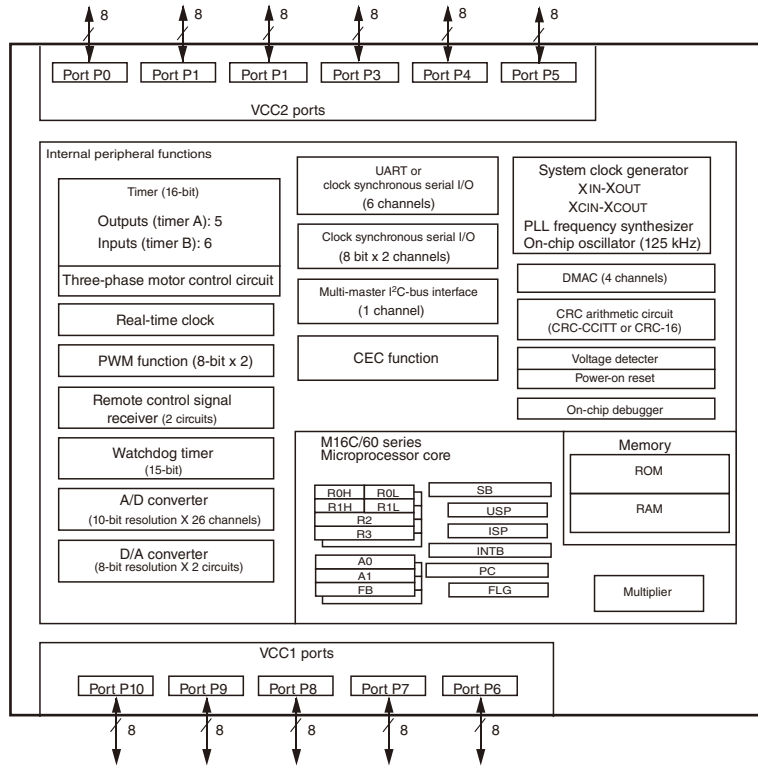 8 8 8 8 8 8
Port P0 Port P1 Port P1 Port P3 Port P4 Port P5
VCC2 ports
Internal peripheral functions
Timer (16-bit)
Outputs (timer A): 5
Inputs (timer B): 6
Three-phase motor control circuit
Real-time clock
PWM function (8-bit x 2)
Remote control signal
receiver (2 circuits)
Watchdog timer
(15-bit)
A/D converter
(10-bit resolution X 26 channels)
D/A converter
(8-bit resolution X 2 circuits)
UART or
clock synchronous serial I/O
(6 channels)
Clock synchronous serial I/O
(8 bit x 2 channels)
Multi-master I²C-bus interface
(1 channel)
CEC function
System clock generator
XIN-XOUT
XCIN-XCOUT
PLL frequency synthesizer
On-chip oscillator (125 kHz)
DMAC (4 channels)
CRC arithmetic circuit
(CRC-CCITT or CRC-16)
Voltage detecter
Power-on reset
On-chip debugger
M16C/60 series
Microprocessor core
R0H R0L
R1H R1L
R2
R3
A0
A1
FB
SB
USP
ISP
INTB
PC
FLG
Memory
ROM
RAM
Multiplier
VCC1 ports
Port P10 Port P9 Port P8 Port P7 Port P6
8 8 8 8 8